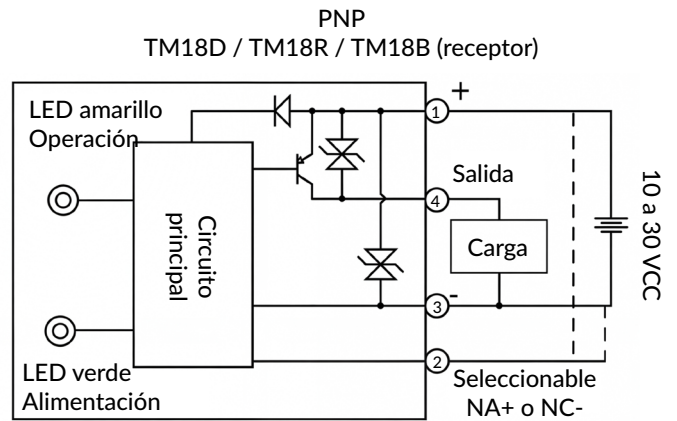 PNP
TM18D / TM18R / TM18B (receptor)
LED amarillo
Operación
Circuito
principal
LED verde
Alimentación
1
+
Salida
4
Carga
3
-
2
Seleccionable
NA+ o NC-
10 a 30 VCC